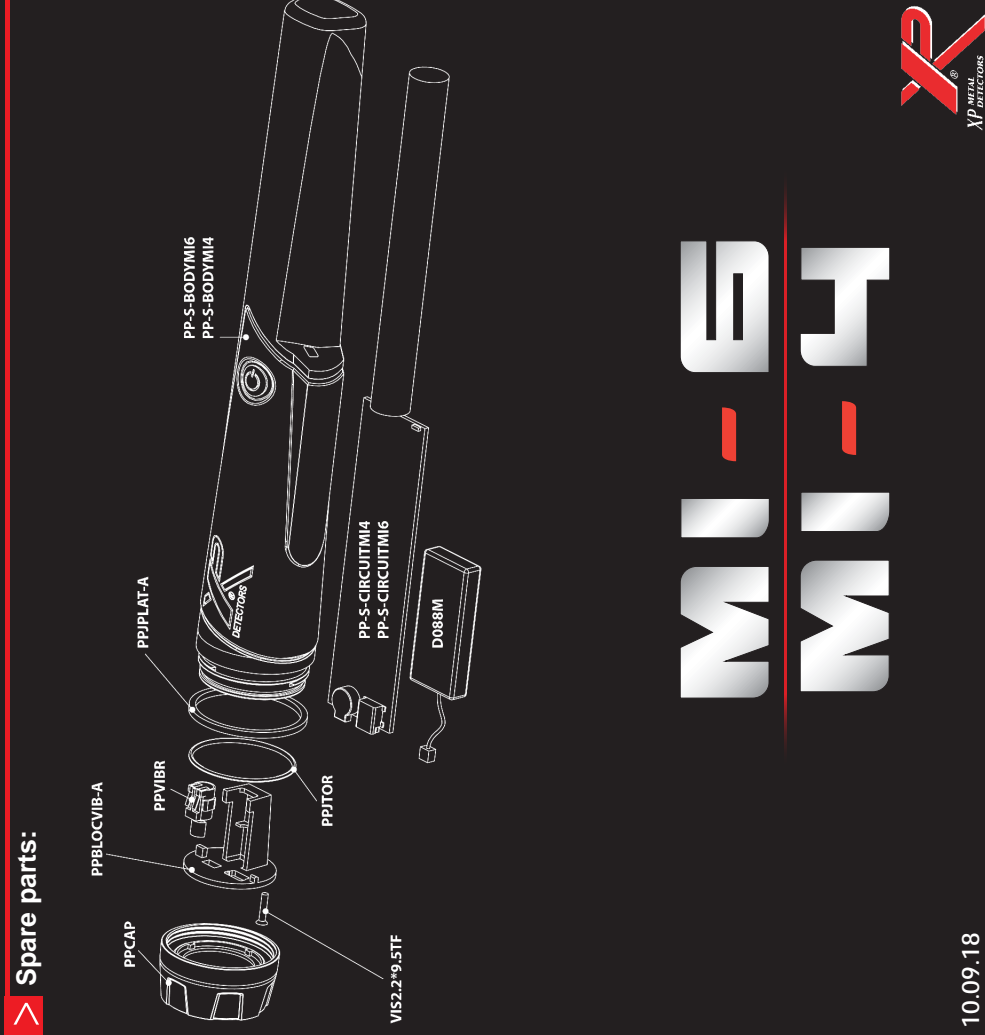 > Spare parts:
PPCAP
PPBLOCVIB-A
PPVIBR
PPJPLAT-A
PP-S-BODYMI6
PP-S-BODYMI4
VIS2.2*9.5TF
PPJTOR
DETECTORS
®
PP-S-CIRCUITMI4
PP-S-CIRCUITMI6
D088M
MI-6
MI-4
10.09.18
XP ®
XP METAL
DETECTORS